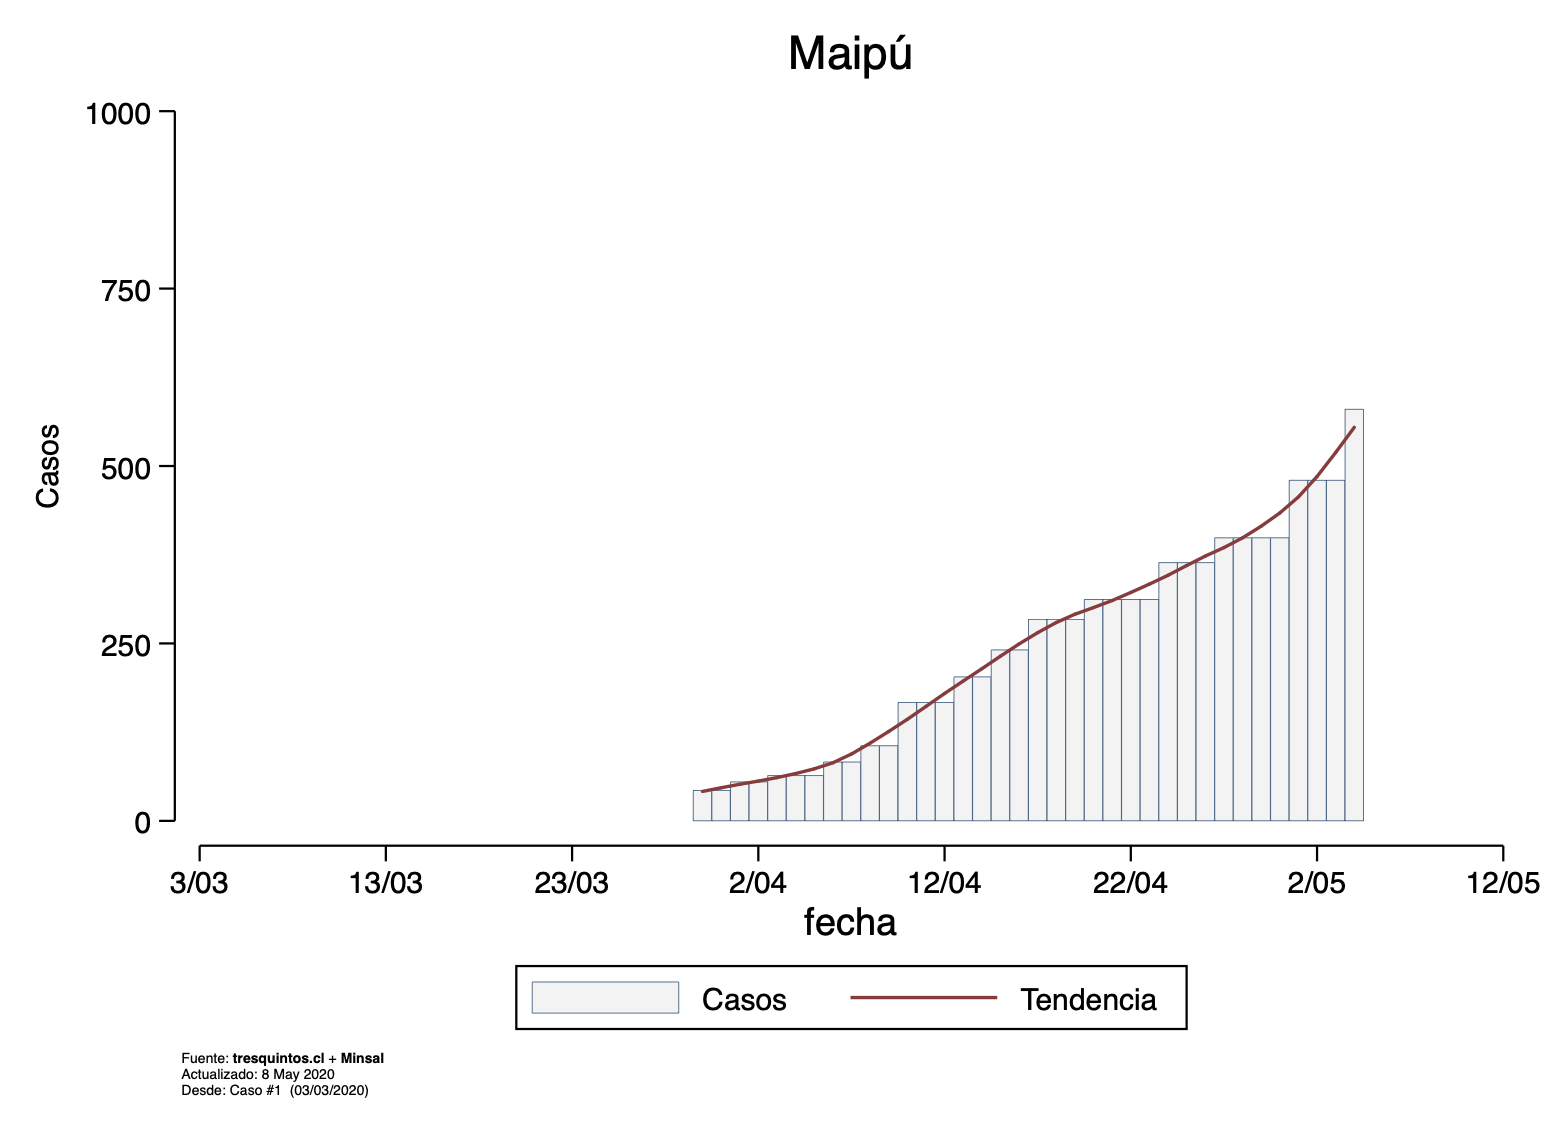 Maipú
1000
750
500
250
0
Casos
3/03 13/03 23/03 2/04 12/04 22/04 2/05 12/05
fecha
Casos Tendencia
Fuente: tresquintos.cl + Minsal
Actualizado: 8 May 2020
Desde: Caso #1 (03/03/2020)